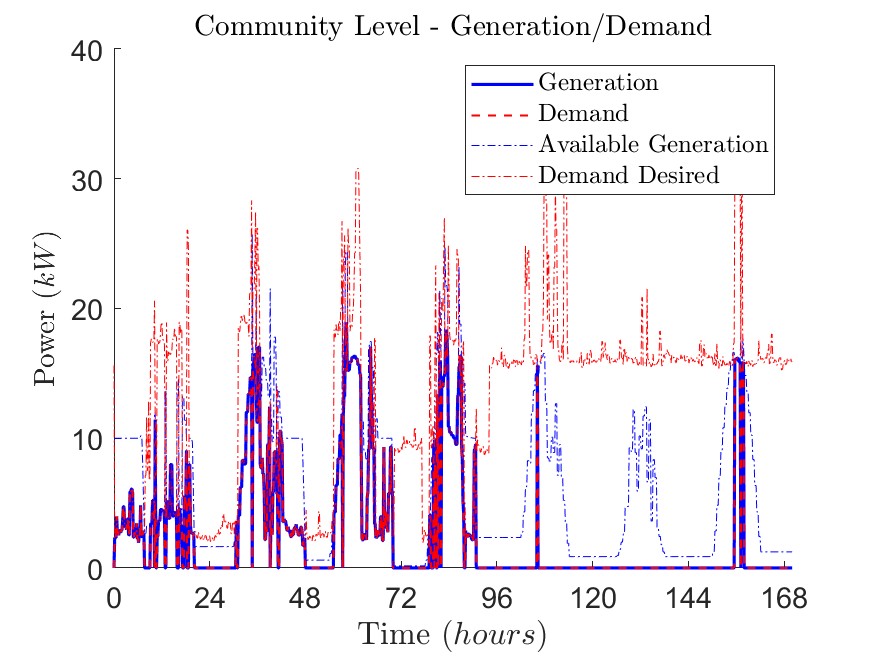 Community Level - Generation/Demand
40
30
20
10
0
Power (kW)
Generation
Demand
Available Generation
Demand Desired
0 24 48 72 96 120 144 168
Time (hours)